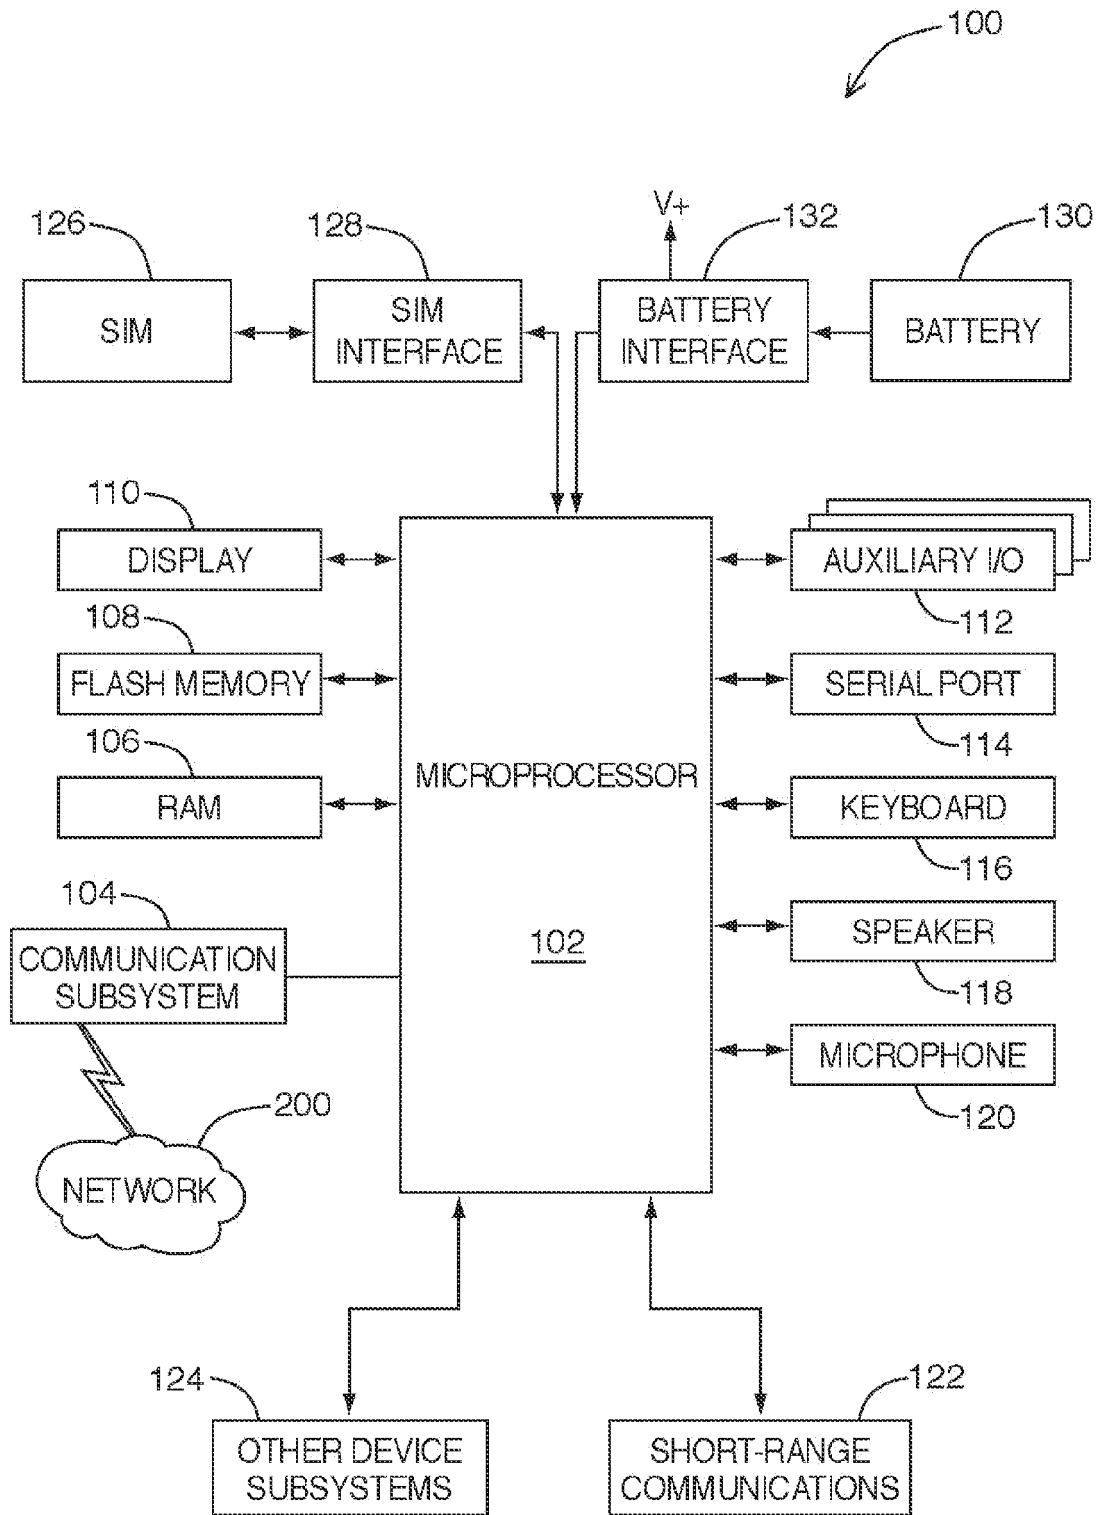 100
V+
126
128
132
130
SIM
SIM
INTERFACE
BATTERY
INTERFACE
BATTERY
110
DISPLAY
AUXILIARY I/O
112
108
FLASH MEMORY
SERIAL PORT
114
106
RAM
MICROPROCESSOR
102
KEYBOARD
116
104
COMMUNICATION
SUBSYSTEM
SPEAKER
118
MICROPHONE
120
200
NETWORK
124
OTHER DEVICE
SUBSYSTEMS
122
SHORT-RANGE
COMMUNICATIONS